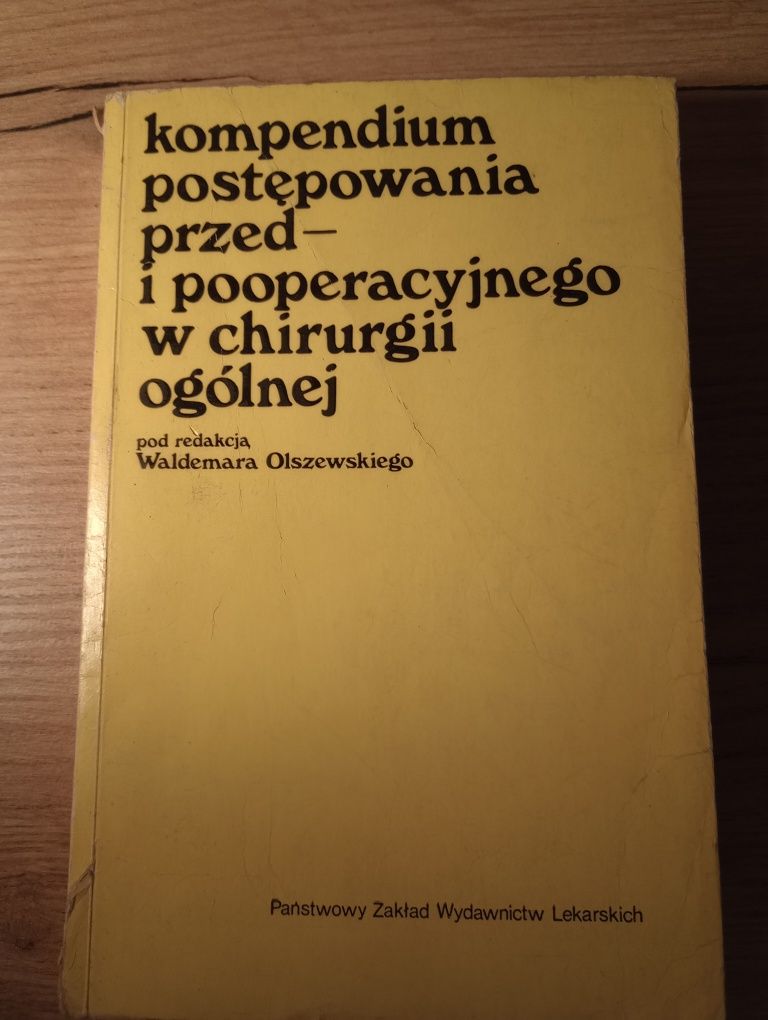 kompendium
postępowania
przed—
i pooperacyjnego
w chirurgii
ogólnej
pod redakcją
Waldemara Olszewskiego
Państwowy Zakład Wydawnictw Lekarskich